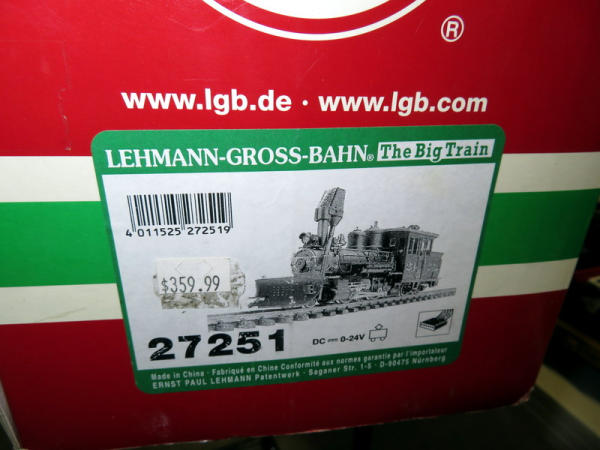 ®
www.lgb.de · www.lgb.com
LEHMANN-GROSS-BAHN® The Big Train
4 011525 272519
$359.99
27251
DC 0-24V
Made in China · Fabriqué en Chine Conformité aux normes garantie par l'importateur
ERNST PAUL LEHMANN Patentwerk · Saganer Str. 1-5 · D-90475 Nürnberg